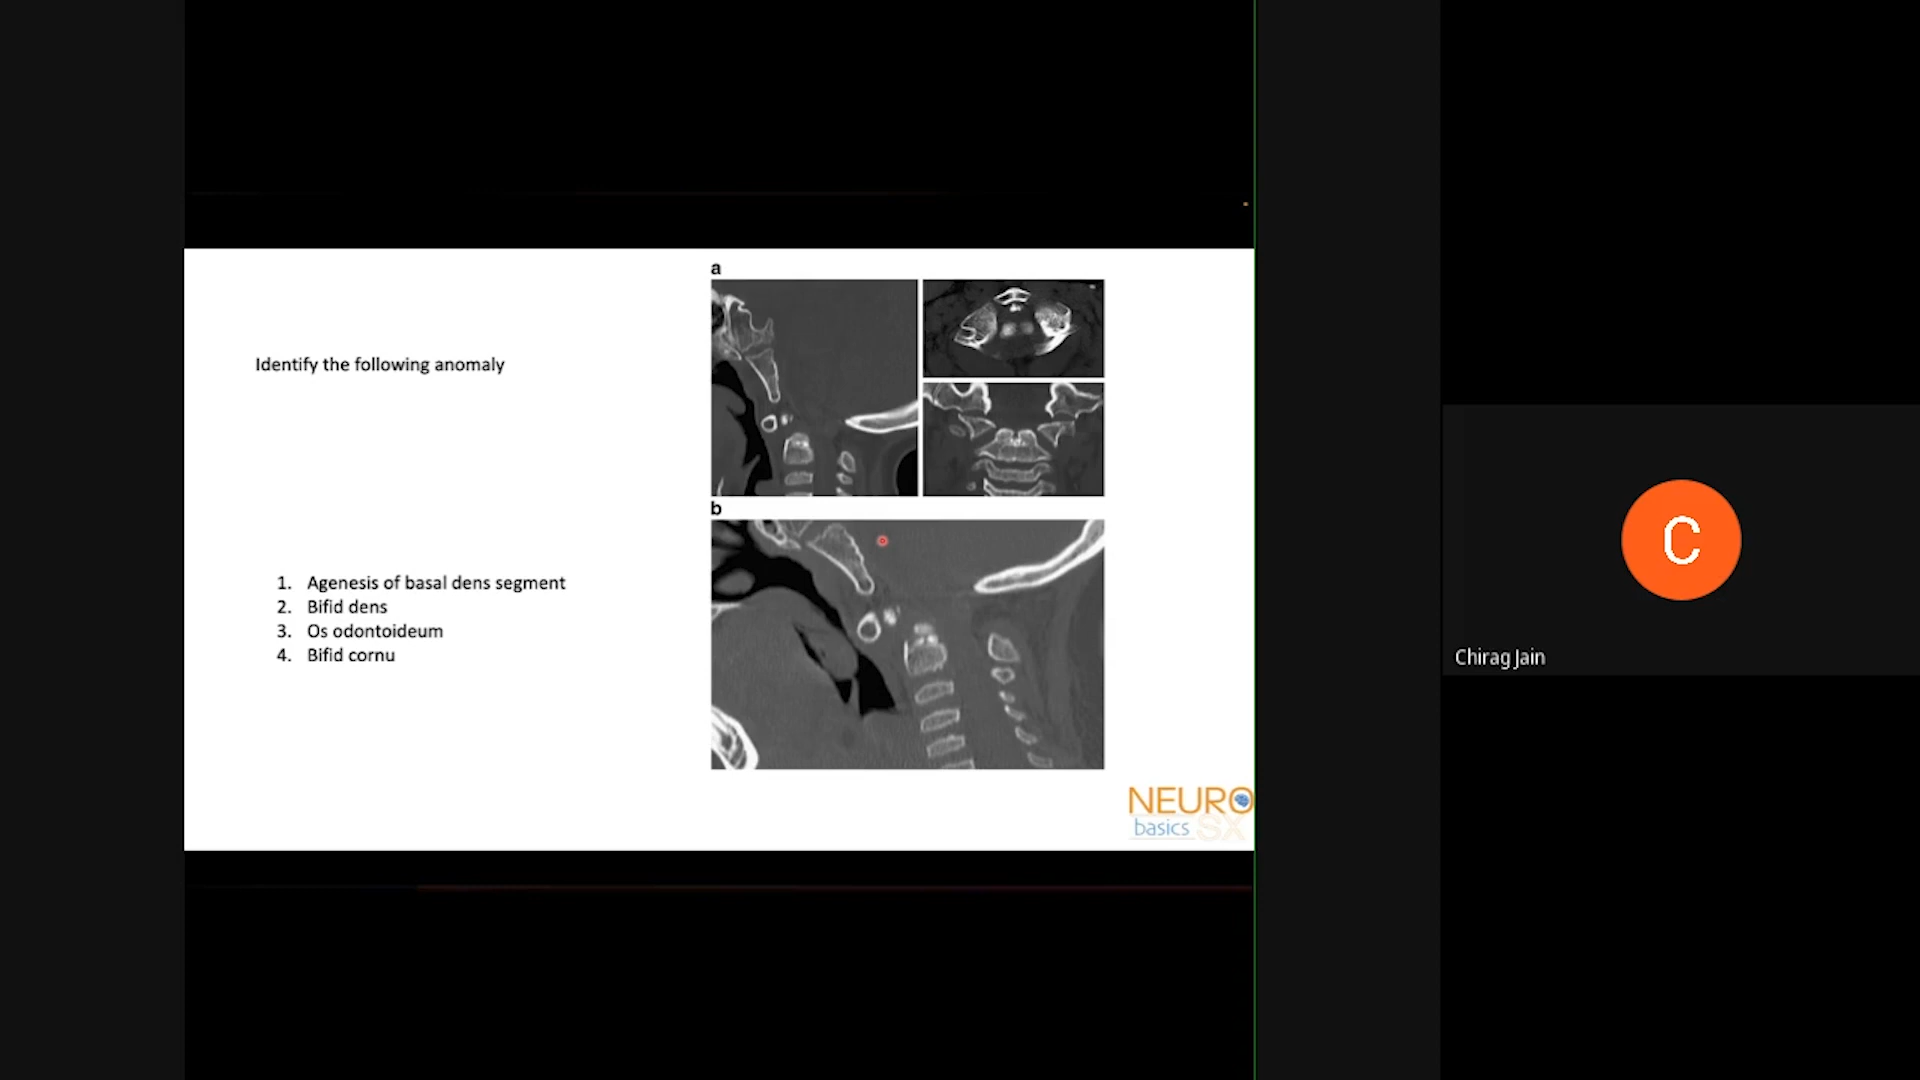 Identify the following anomaly
1. Agenesis of basal dens segment
2. Bifid dens
3. Os odontoideum
4. Bifid cornu
a
b
NEURO
basics SX
C
Chirag Jain